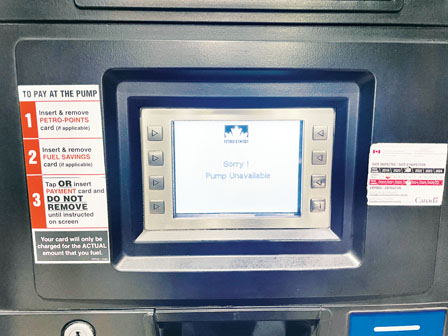 TO PAY AT THE PUMP
1
Insert & remove
PETRO-POINTS
card (if applicable)
2
Insert & remove
FUEL SAVINGS
card (if applicable)
3
Tap OR insert
PAYMENT card and
DO NOT
REMOVE
until instructed
on screen
Your card will only be
charged for the ACTUAL
amount that you fuel.
PETRO-CANADA
Sorry !
Pump Unavailable
Canada